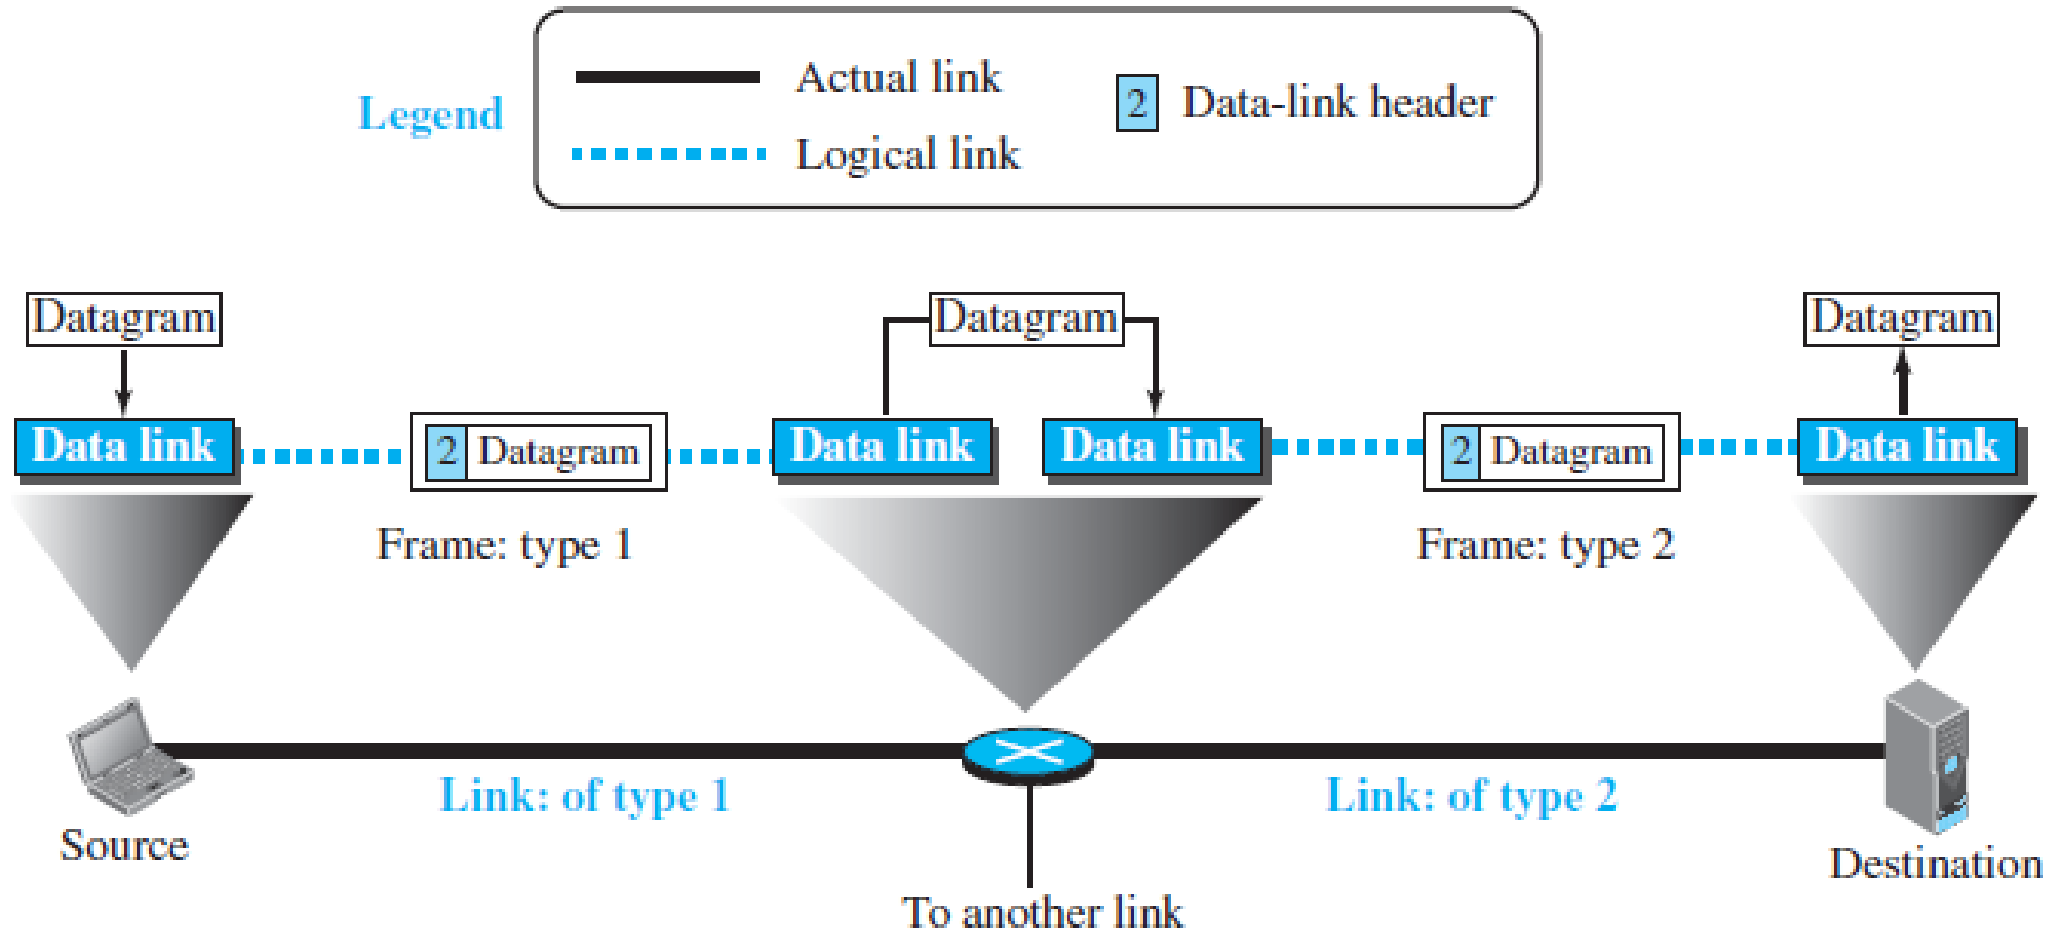 Legend
Actual link
Logical link
2 Data-link header
Datagram
Datagram
Datagram
Data link
2 Datagram
Data link
Data link
2 Datagram
Data link
Frame: type 1
Frame: type 2
Link: of type 1
Link: of type 2
Source
Destination
To another link